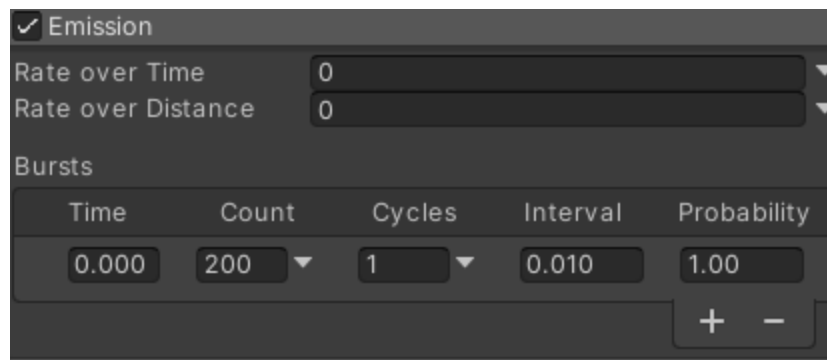 Emission
Rate over Time 0
Rate over Distance 0
Bursts
Time Count Cycles Interval Probability
0.000 200 1 0.010 1.00
+ −